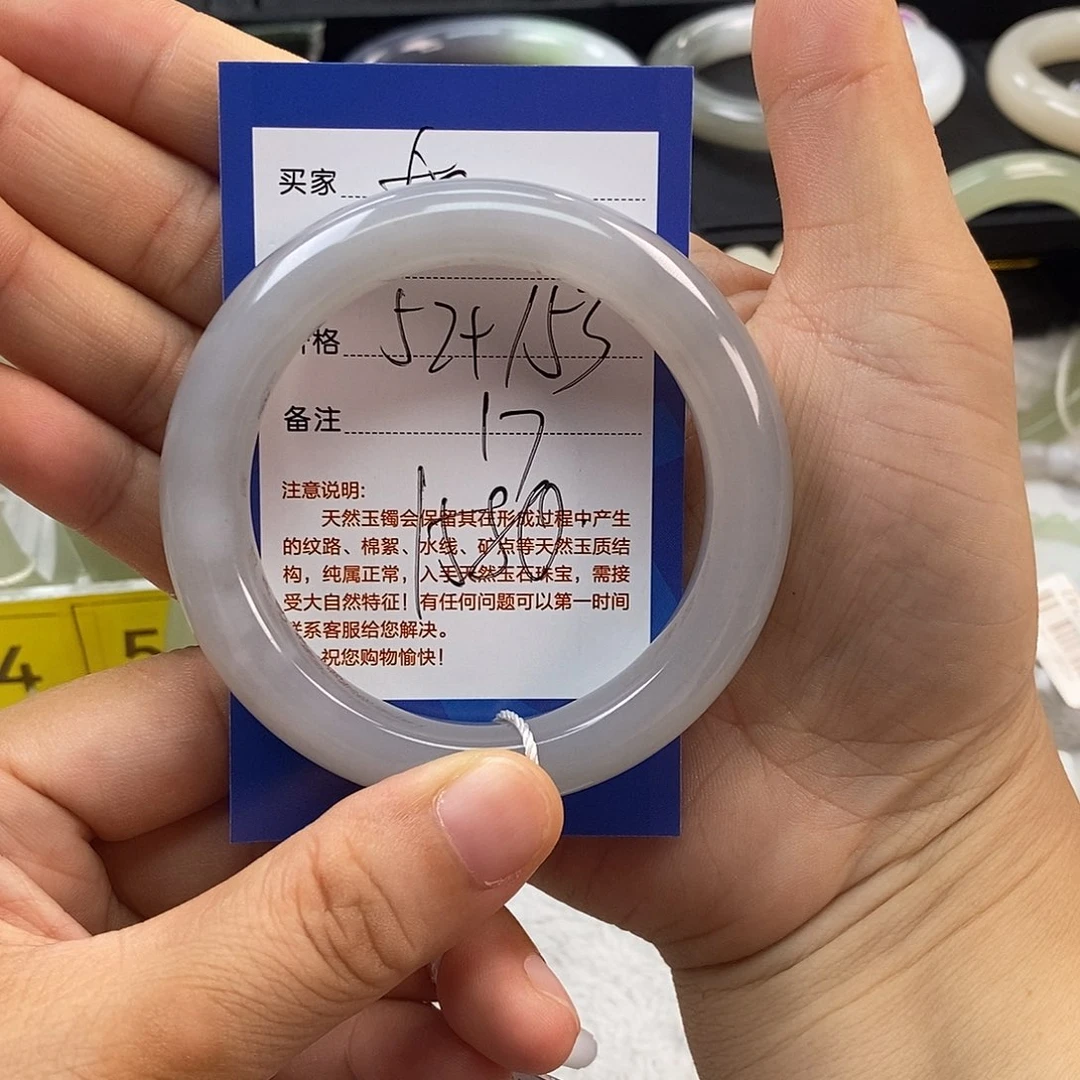 买家
格 52+153
备注 17
1680
注意说明:
天然玉镯会保留其在形成过程中产生
的纹路、棉絮、水线、矿点等天然玉质结
构，纯属正常，入手天然玉石珠宝，需接
受大自然特征！有任何问题可以第一时间
联系客服给您解决。
祝您购物愉快！
4
5